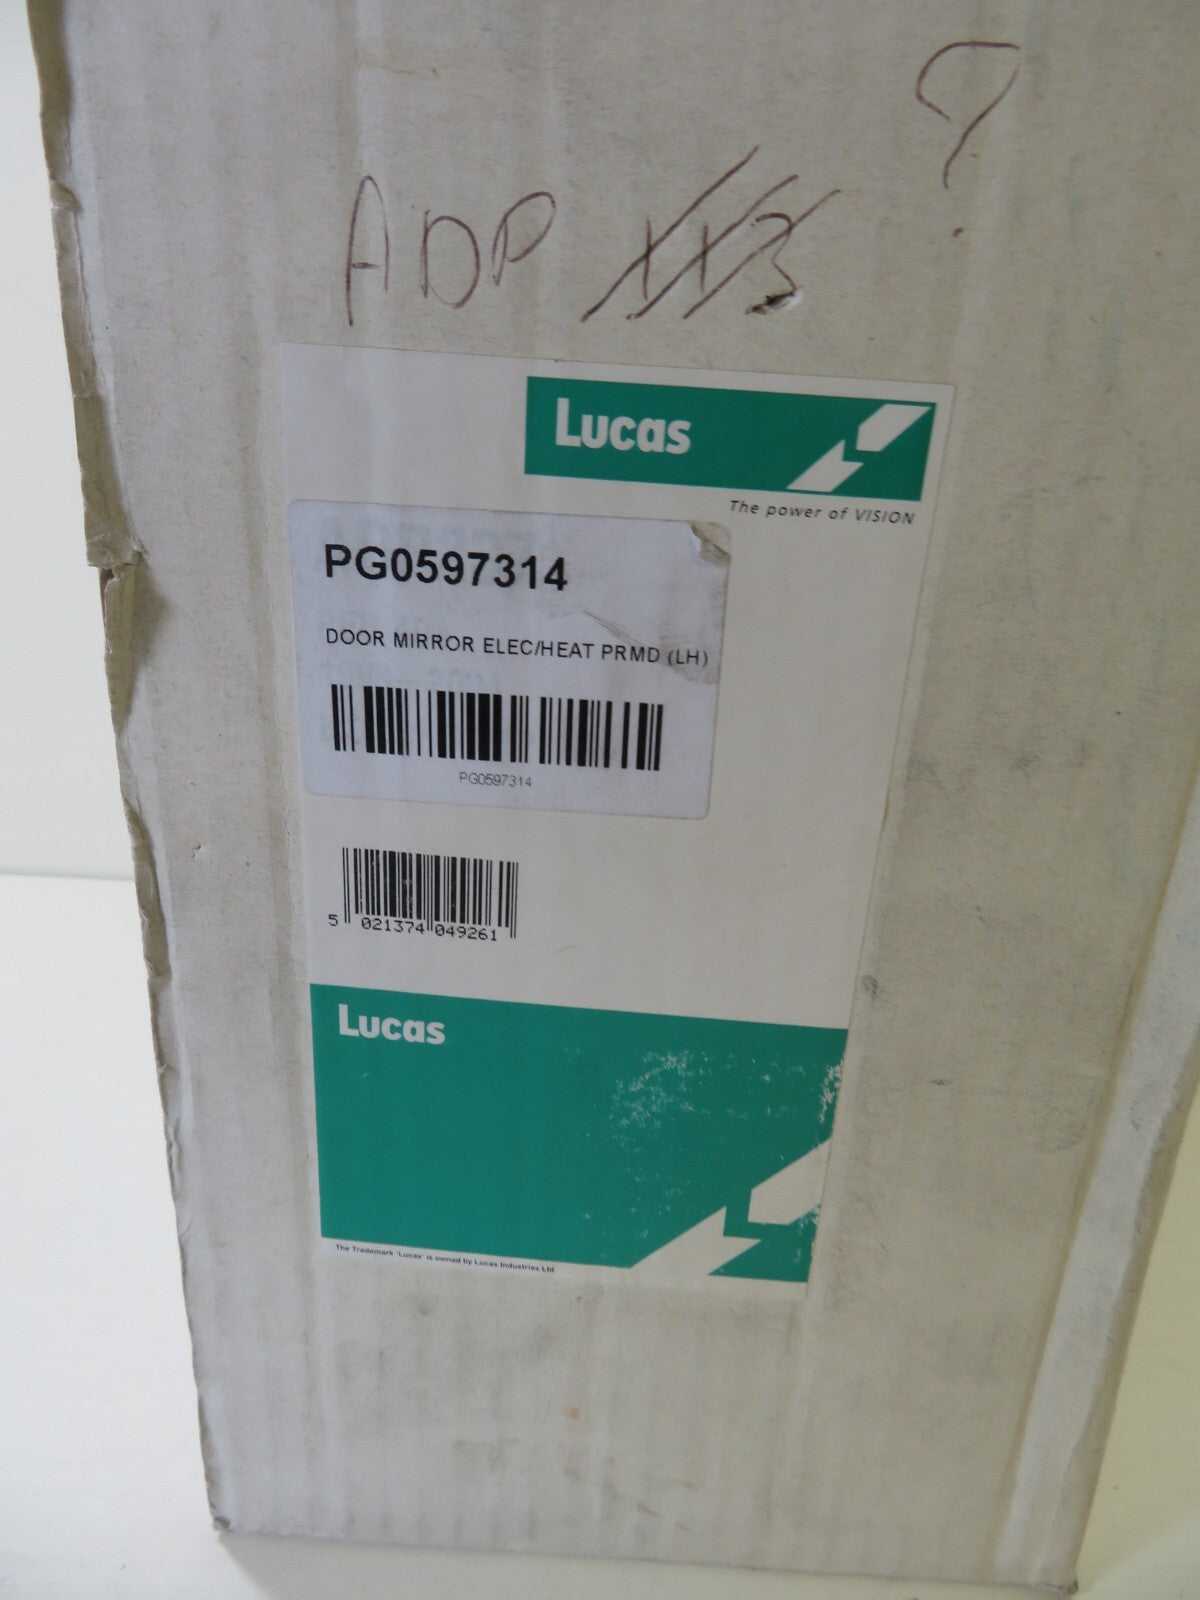 ?
ADP
Lucas
The power of VISION
PG0597314
DOOR MIRROR ELEC/HEAT PRMD (LH)
PG0597314
5 021374 049261
Lucas
The Trademark 'Lucas' is owned by Lucas Industries Ltd